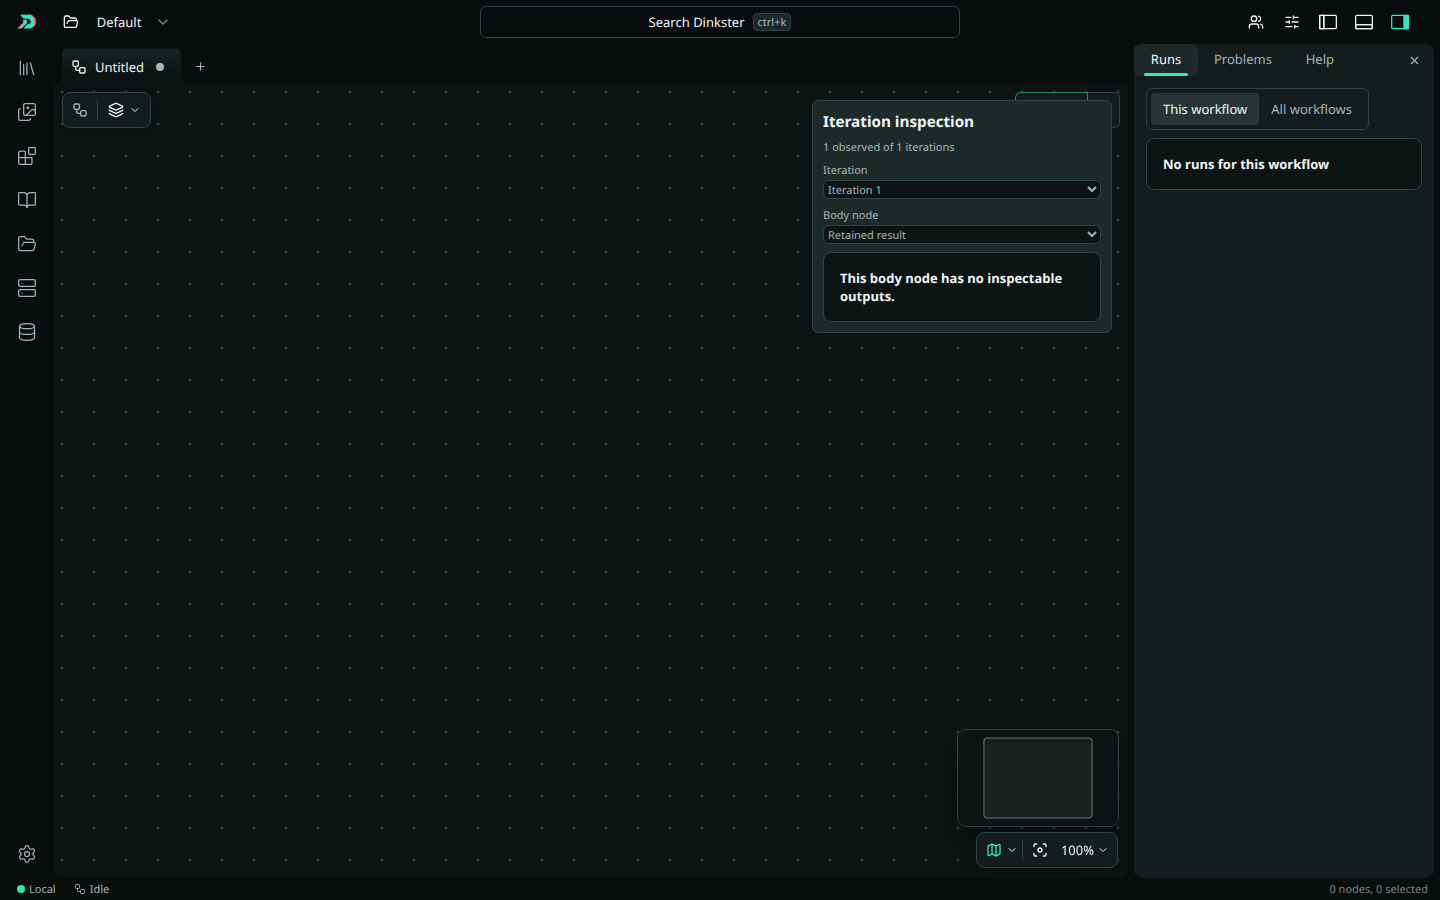 Default
Search Dinkster ctrl+k
Untitled
Runs Problems Help
This workflow All workflows
No runs for this workflow
Iteration inspection
1 observed of 1 iterations
Iteration
Iteration 1
Body node
Retained result
This body node has no inspectable
outputs.
100%
Local Idle
0 nodes, 0 selected